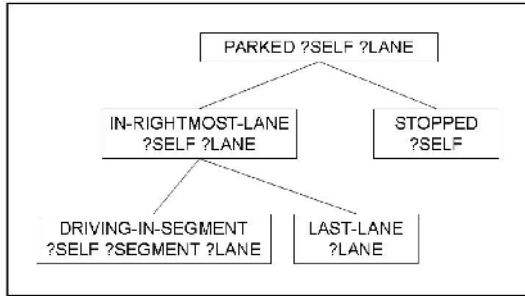 PARKED ?SELF ?LANE
IN-RIGHTMOST-LANE
?SELF ?LANE
STOPPED
?SELF
DRIVING-IN-SEGMENT
?SELF ?SEGMENT ?LANE
LAST-LANE
?LANE